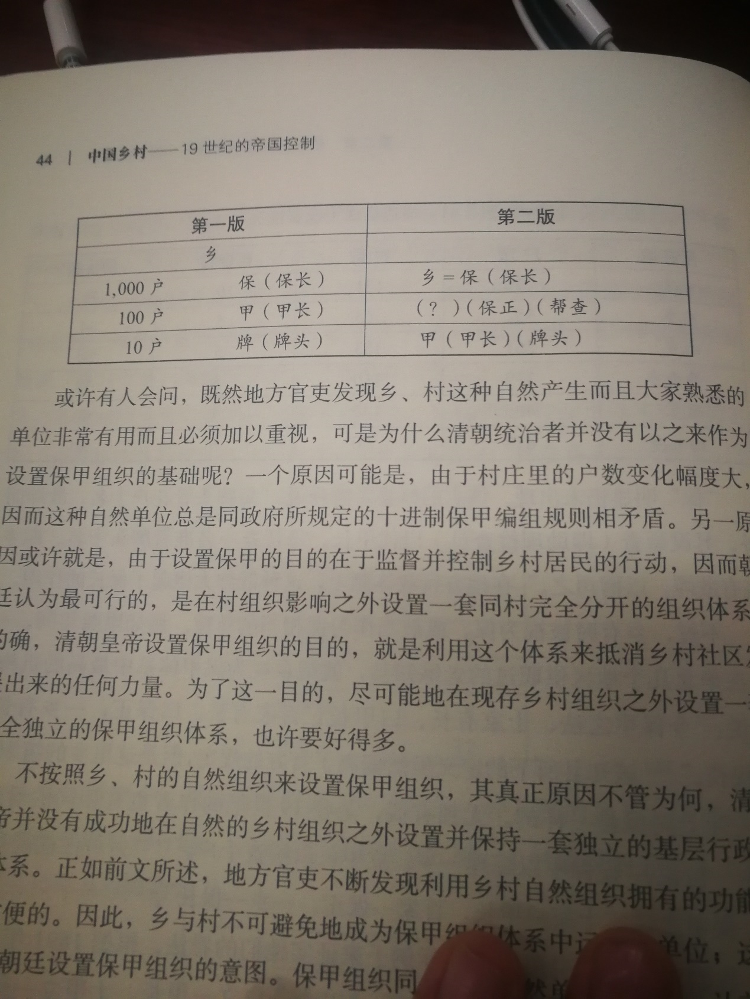 44 | 中国乡村——19 世纪的帝国控制
第一版 第二版
乡
1,000 户 保（保长） 乡＝保（保长）
100 户 甲（甲长） （？）（保正）（帮查）
10 户 牌（牌头） 甲（甲长）（牌头）
或许有人会问，既然地方官吏发现乡、村这种自然产生而且大家熟悉的
单位非常有用而且必须加以重视，可是为什么清朝统治者并没有以之来作为
设置保甲组织的基础呢？一个原因可能是，由于村庄里的户数变化幅度大，
因而这种自然单位总是同政府所规定的十进制保甲编组规则相矛盾。另一原
因或许就是，由于设置保甲的目的在于监督并控制乡村居民的行动，因而朝
廷认为最可行的，是在村组织影响之外设置一套同村完全分开的组织体系
的确，清朝皇帝设置保甲组织的目的，就是利用这个体系来抵消乡村社区
出来的任何力量。为了这一目的，尽可能地在现存乡村组织之外设置一
全独立的保甲组织体系，也许要好得多。
不按照乡、村的自然组织来设置保甲组织，其真正原因不管为何，清
帝并没有成功地在自然的乡村组织之外设置并保持一套独立的基层行政
体系。正如前文所述，地方官吏不断发现利用乡村自然组织拥有的功能
便的。因此，乡与村不可避免地成为保甲组织体系中 单位；这
朝廷设置保甲组织的意图。保甲组织同 然